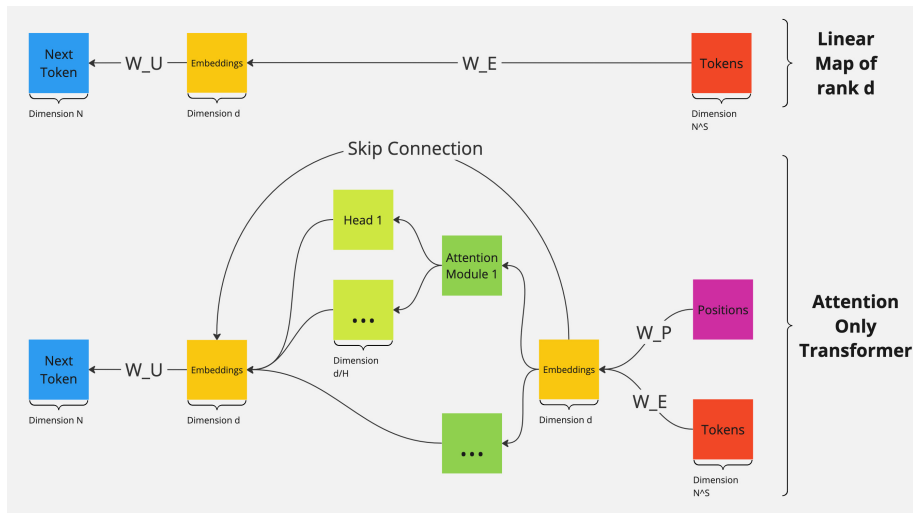 Next
Token
W_U
Embeddings
W_E
Tokens
Linear
Map of
rank d
Dimension N
Dimension d
Dimension
N^S
Skip Connection
Head 1
Attention
Module 1
...
Dimension
d/H
Positions
W_P
Attention
Only
Transformer
Next
Token
W_U
Embeddings
Embeddings
W_E
Tokens
Dimension N
Dimension d
Dimension d
...
Dimension
N^S